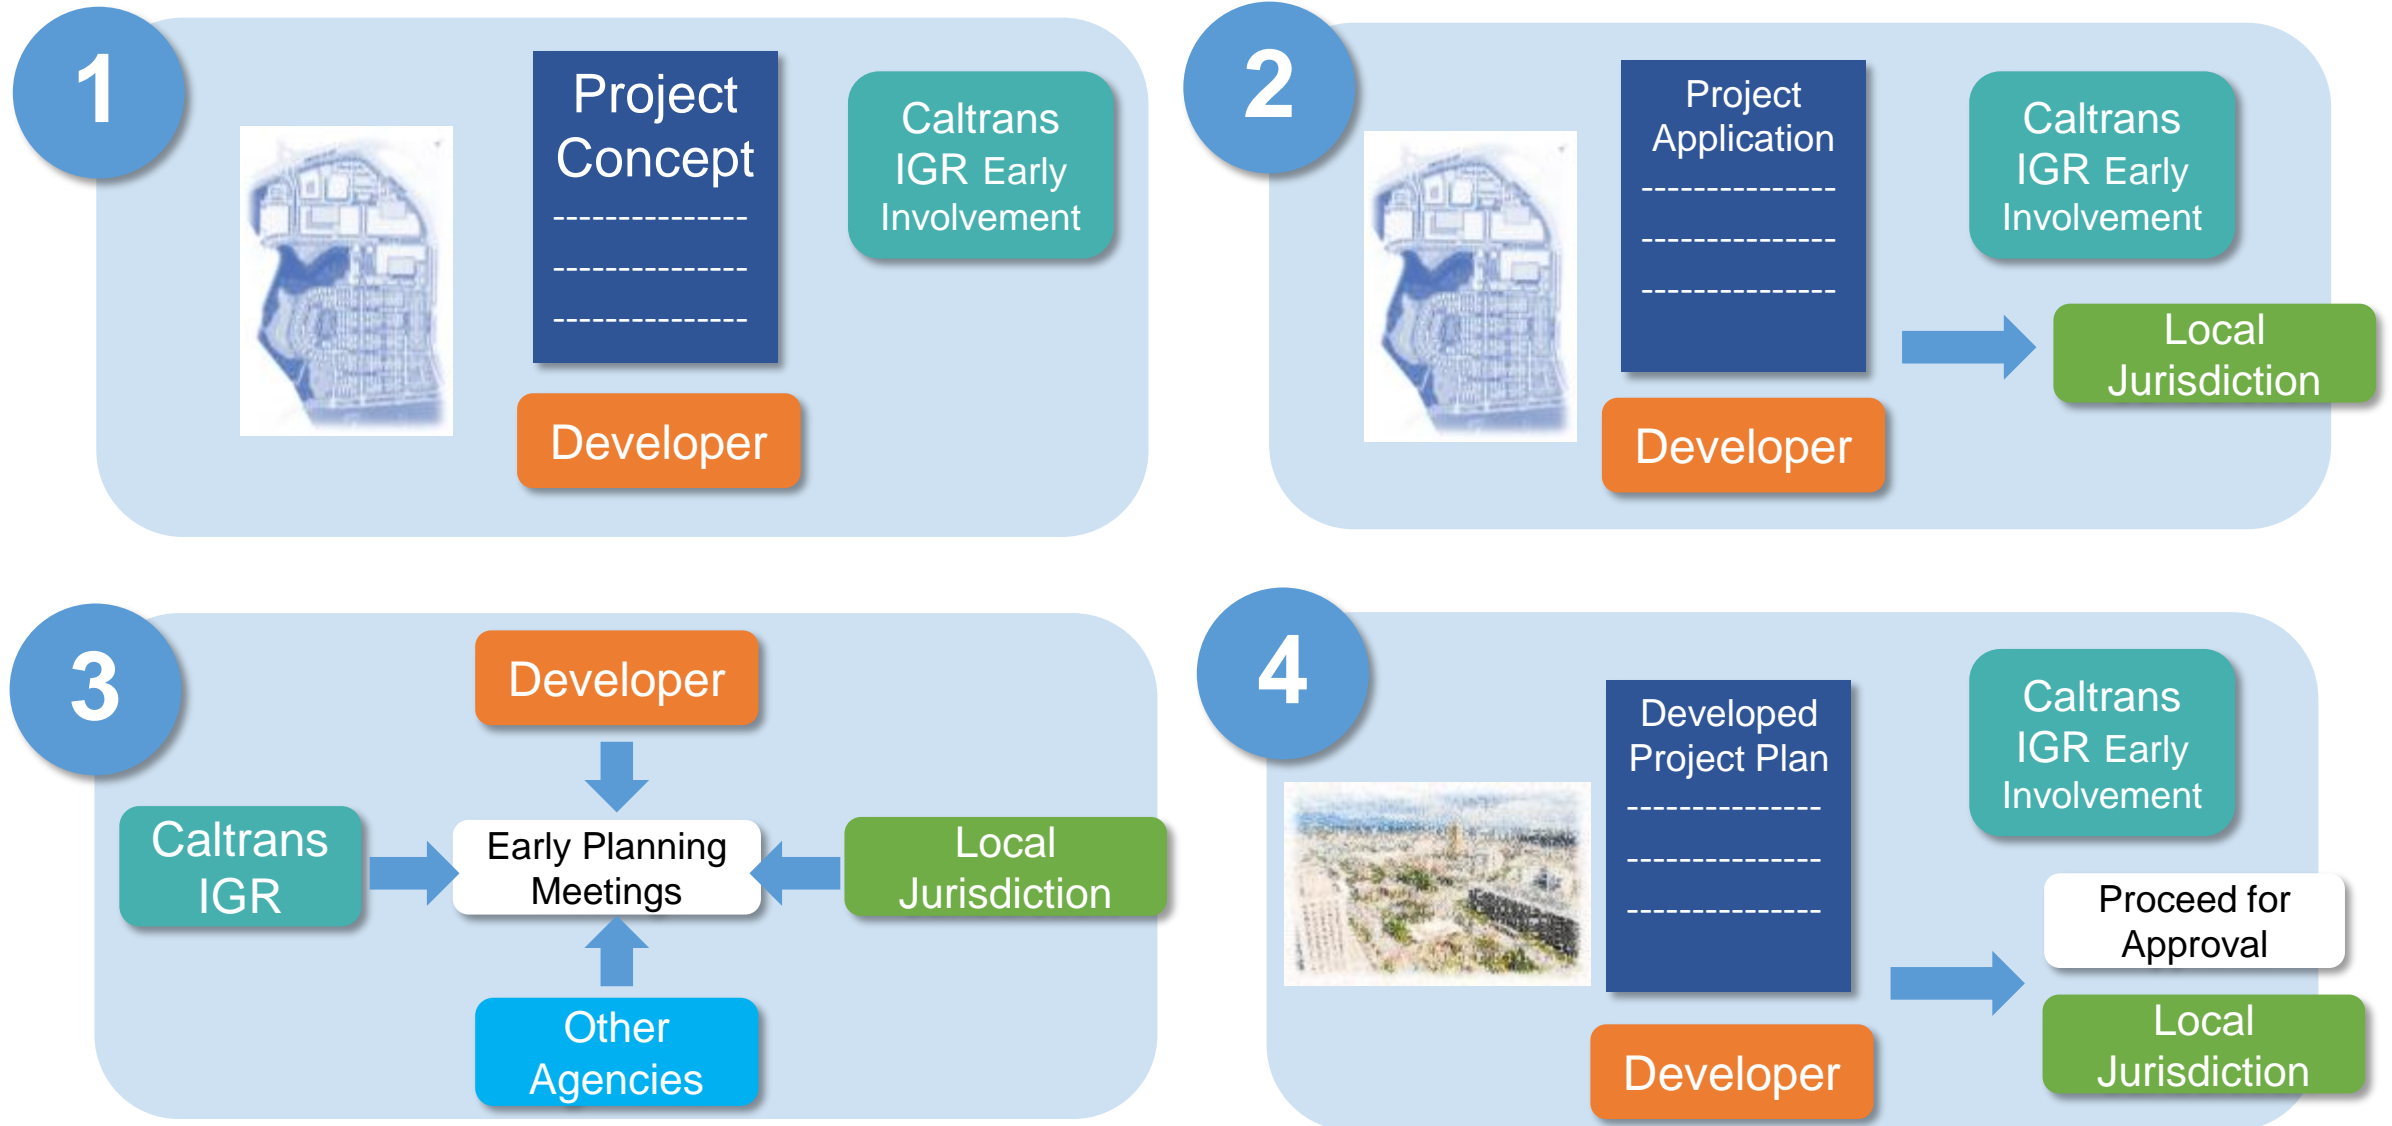 1
Project
Concept
---------------
---------------
---------------
Developer
Caltrans
IGR Early
Involvement
2
Project
Application
---------------
---------------
---------------
Developer
Caltrans
IGR Early
Involvement
Local
Jurisdiction
3
Developer
Caltrans
IGR
Early Planning
Meetings
Local
Jurisdiction
Other
Agencies
4
Developed
Project Plan
---------------
---------------
---------------
Developer
Caltrans
IGR Early
Involvement
Proceed for
Approval
Local
Jurisdiction